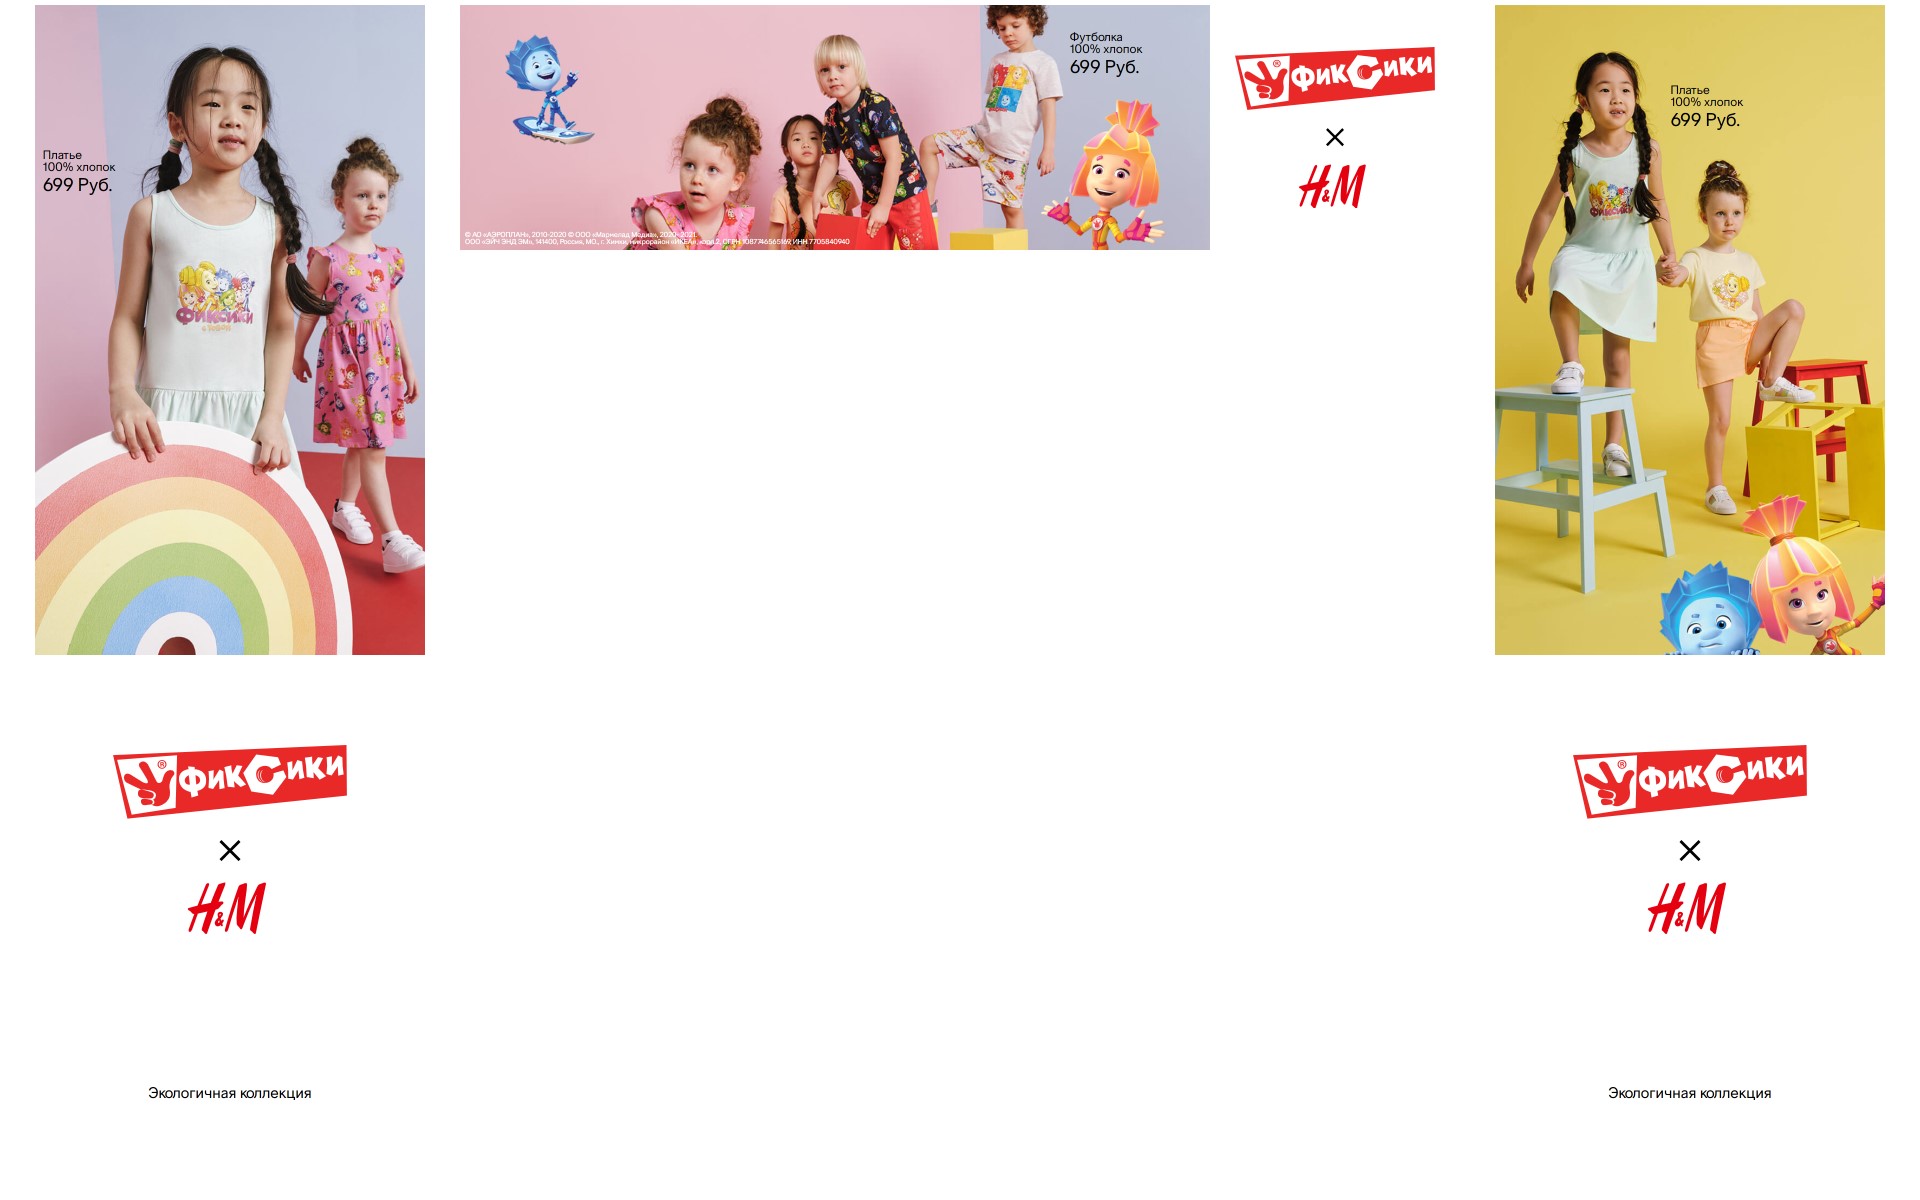 Платье
100% хлопок
699 Руб.
Фиксики
ФИКСИКИ
×
H&M
Экологичная коллекция
Футболка
100% хлопок
699 Руб.
© АО «АЭРОПЛАН», 2010-2020 © ООО «Мармелад Медиа», 2020-2021.
ООО «ЭЙЧ ЭНД ЭМ», 141400, Россия, МО., г. Химки, микрорайон «ИКЕА», корп.2, ОГРН 1087746565169, ИНН 7705840940
ФИКСИКИ
×
H&M
Платье
100% хлопок
699 Руб.
Фиксики
ФИКСИКИ
×
H&M
Экологичная коллекция